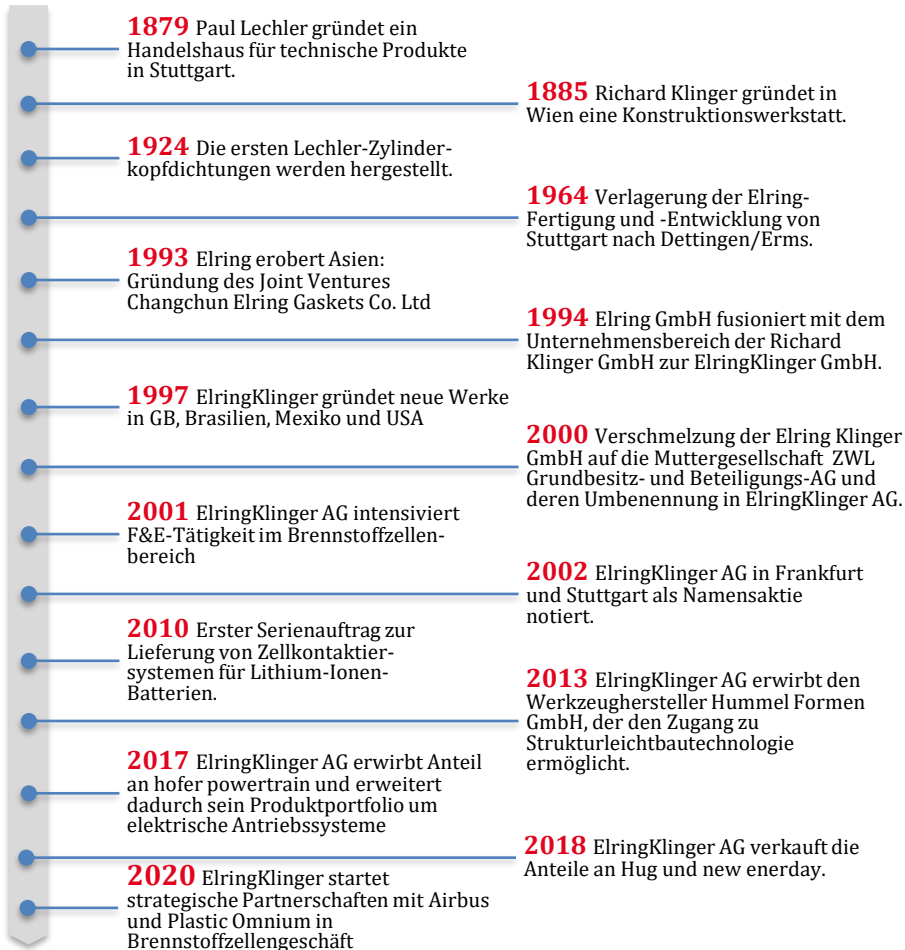 1879 Paul Lechler gründet ein
Handelshaus für technische Produkte
in Stuttgart.
1885 Richard Klinger gründet in
Wien eine Konstruktionswerkstatt.
1924 Die ersten Lechler-Zylinder-
kopfdichtungen werden hergestellt.
1964 Verlagerung der Elring-
Fertigung und -Entwicklung von
Stuttgart nach Dettingen/Erms.
1993 Elring erobert Asien:
Gründung des Joint Ventures
Changchun Elring Gaskets Co. Ltd
1994 Elring GmbH fusioniert mit dem
Unternehmensbereich der Richard
Klinger GmbH zur ElringKlinger GmbH.
1997 ElringKlinger gründet neue Werke
in GB, Brasilien, Mexiko und USA
2000 Verschmelzung der Elring Klinger
GmbH auf die Muttergesellschaft ZWL
Grundbesitz- und Beteiligungs-AG und
deren Umbenennung in ElringKlinger AG.
2001 ElringKlinger AG intensiviert
F&E-Tätigkeit im Brennstoffzellen-
bereich
2002 ElringKlinger AG in Frankfurt
und Stuttgart als Namensaktie
notiert.
2010 Erster Serienauftrag zur
Lieferung von Zellkontaktier-
systemen für Lithium-Ionen-
Batterien.
2013 ElringKlinger AG erwirbt den
Werkzeughersteller Hummel Formen
GmbH, der den Zugang zu
Strukturleichtbautechnologie
ermöglicht.
2017 ElringKlinger AG erwirbt Anteil
an hofer powertrain und erweitert
dadurch sein Produktportfolio um
elektrische Antriebssysteme
2018 ElringKlinger AG verkauft die
Anteile an Hug und new enerday.
2020 ElringKlinger startet
strategische Partnerschaften mit Airbus
und Plastic Omnium in
Brennstoffzellengeschäft